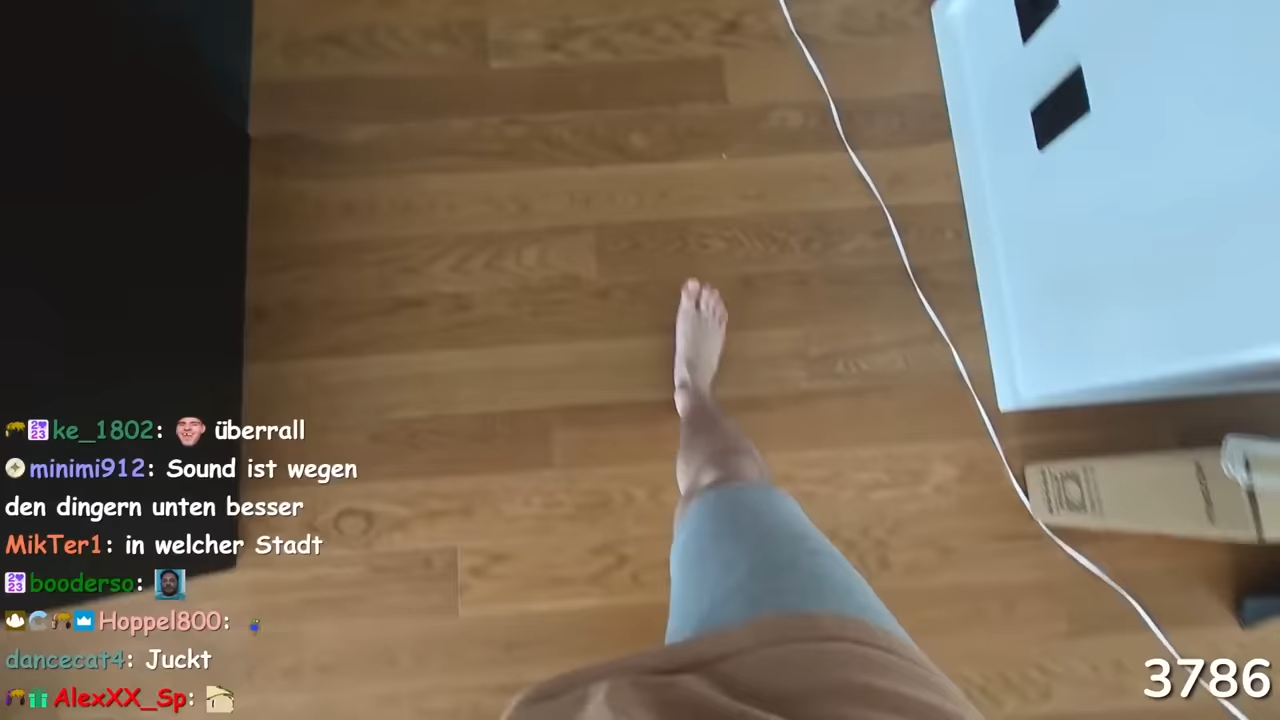 ke_1802: überrall
minimi912: Sound ist wegen
den dingern unten besser
MikTer1: in welcher Stadt
booderso:
Hoppel800:
dancecat4: Juckt
AlexXX_Sp:
3786